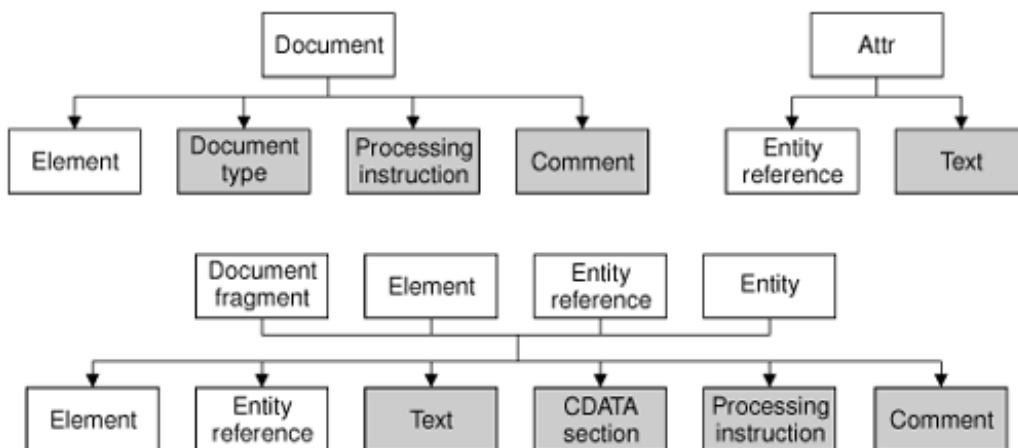 Document
Attr
Element
Document
type
Processing
instruction
Comment
Entity
reference
Text
Document
fragment
Element
Entity
reference
Entity
Element
Entity
reference
Text
CDATA
section
Processing
instruction
Comment